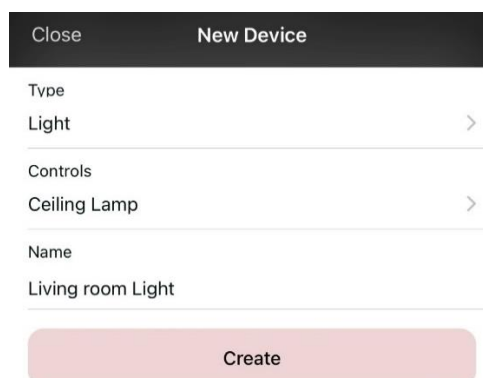 Close New Device
Type
Light
Controls
Ceiling Lamp
Name
Living room Light
Create